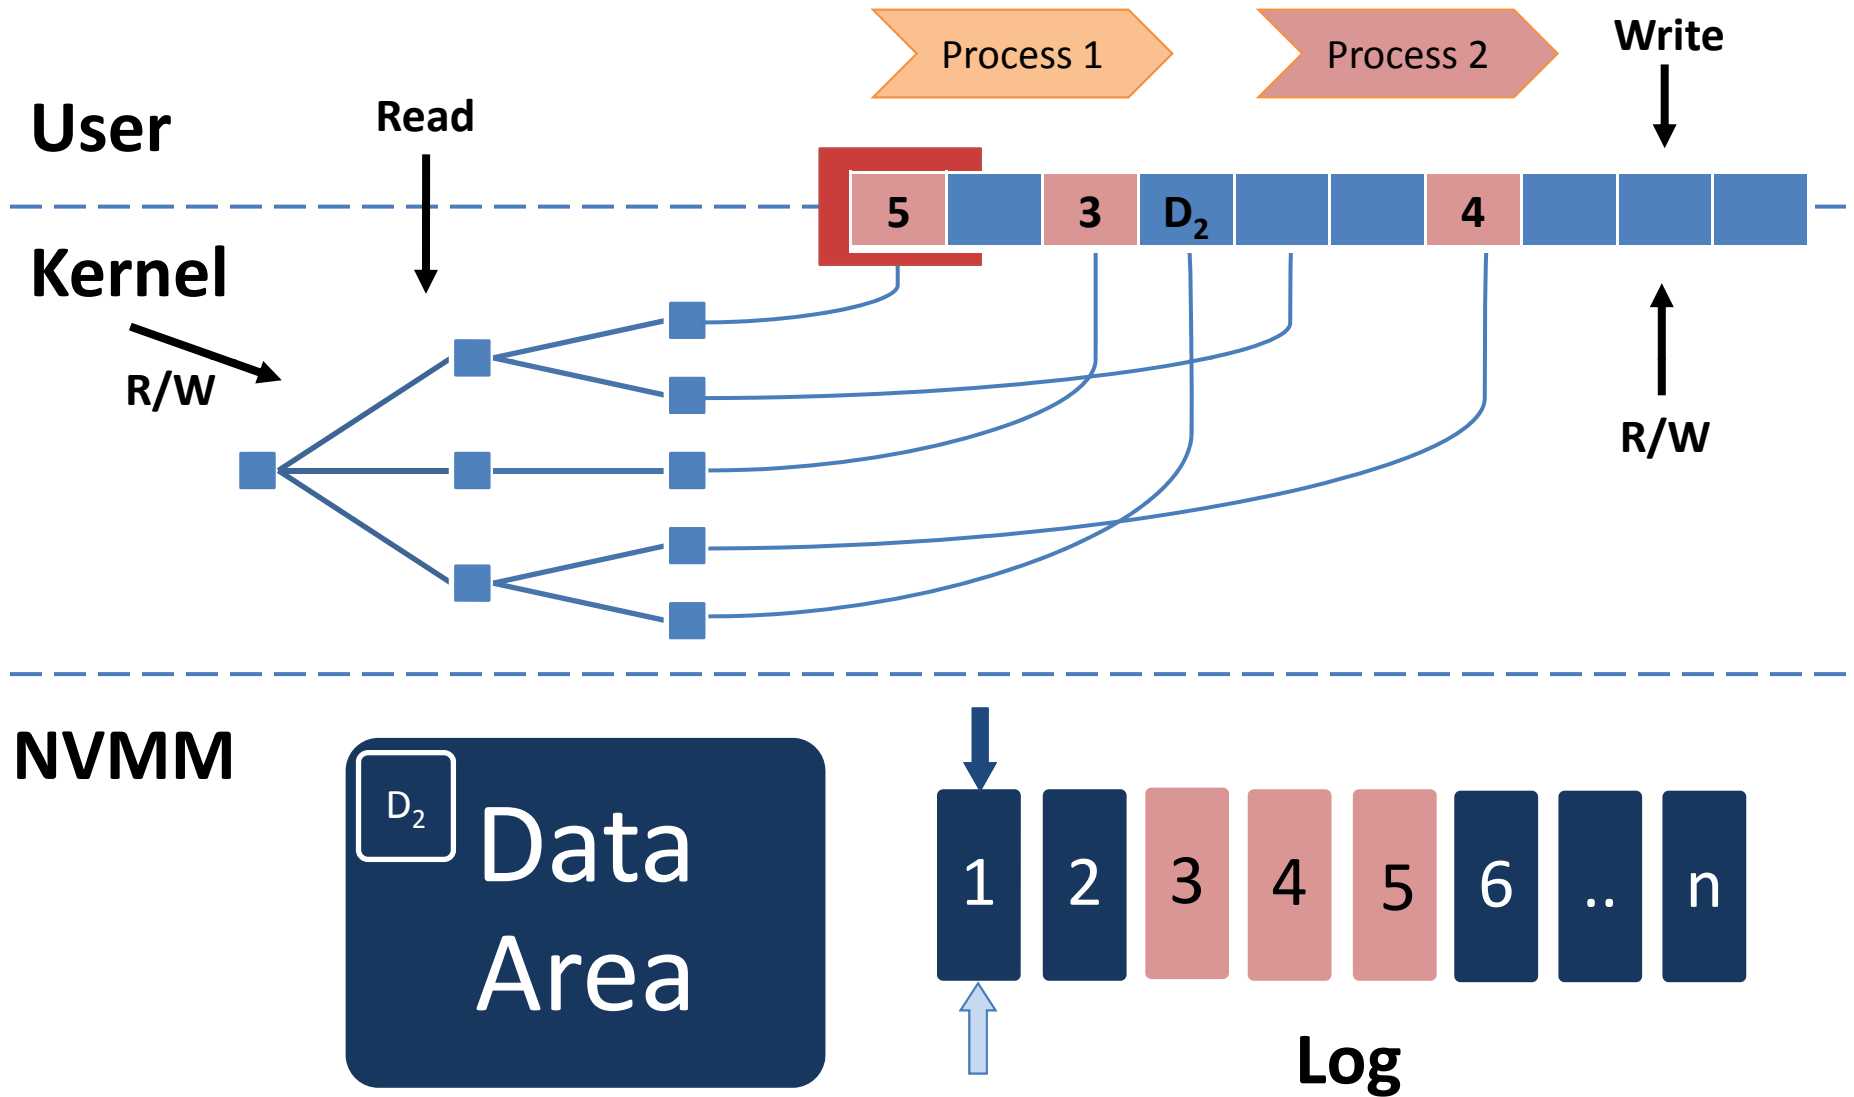 Process 1
Process 2
Write
User
Read
5
3
D₂
4
Kernel
R/W
R/W
NVMM
D₂
Data
Area
1
2
3
4
5
6
..
n
Log